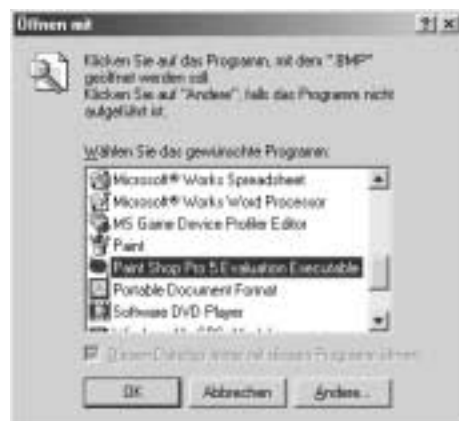 Öffnen mit
Klicken Sie auf das Programm, mit dem ".BMP"
geöffnet werden soll.
Klicken Sie auf "Andere", falls das Programm nicht
aufgeführt ist.
Wählen Sie das gewünschte Programm:
Microsoft® Works Spreadsheet
Microsoft® Works Word Processor
MS Game Device Profiler Editor
Paint
Paint Shop Pro 5 Evaluation Executable
Portable Document Format
Software DVD Player
OK
Abbrechen
Andere...